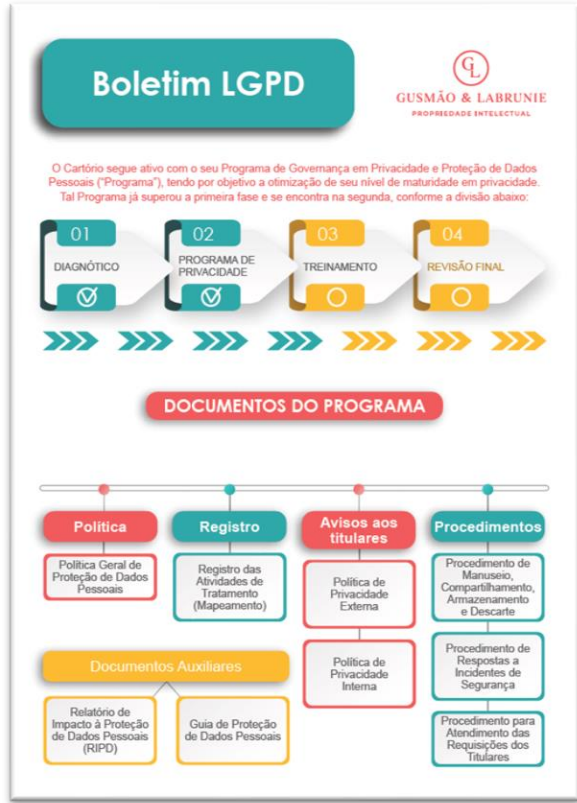 Boletim LGPD
GL
GUSMÃO & LABRUNIE
PROPRIEDADE INTELECTUAL
O Cartório segue ativo com o seu Programa de Governança em Privacidade e Proteção de Dados
Pessoais ("Programa"), tendo por objetivo a otimização de seu nível de maturidade em privacidade.
Tal Programa já superou a primeira fase e se encontra na segunda, conforme a divisão abaixo:
01
DIAGNÓTICO
02
PROGRAMA DE
PRIVACIDADE
03
TREINAMENTO
04
REVISÃO FINAL
DOCUMENTOS DO PROGRAMA
Política
Política Geral de
Proteção de Dados
Pessoais
Registro
Registro das
Atividades de
Tratamento
(Mapeamento)
Avisos aos
titulares
Política de
Privacidade
Externa
Política de
Privacidade
Interna
Procedimentos
Procedimento de
Manuseio,
Compartilhamento,
Armazenamento
e Descarte
Procedimento de
Respostas a
Incidentes de
Segurança
Procedimento para
Atendimento das
Requisições dos
Titulares
Documentos Auxiliares
Relatório de
Impacto à Proteção
de Dados Pessoais
(RIPD)
Guia de Proteção
de Dados Pessoais